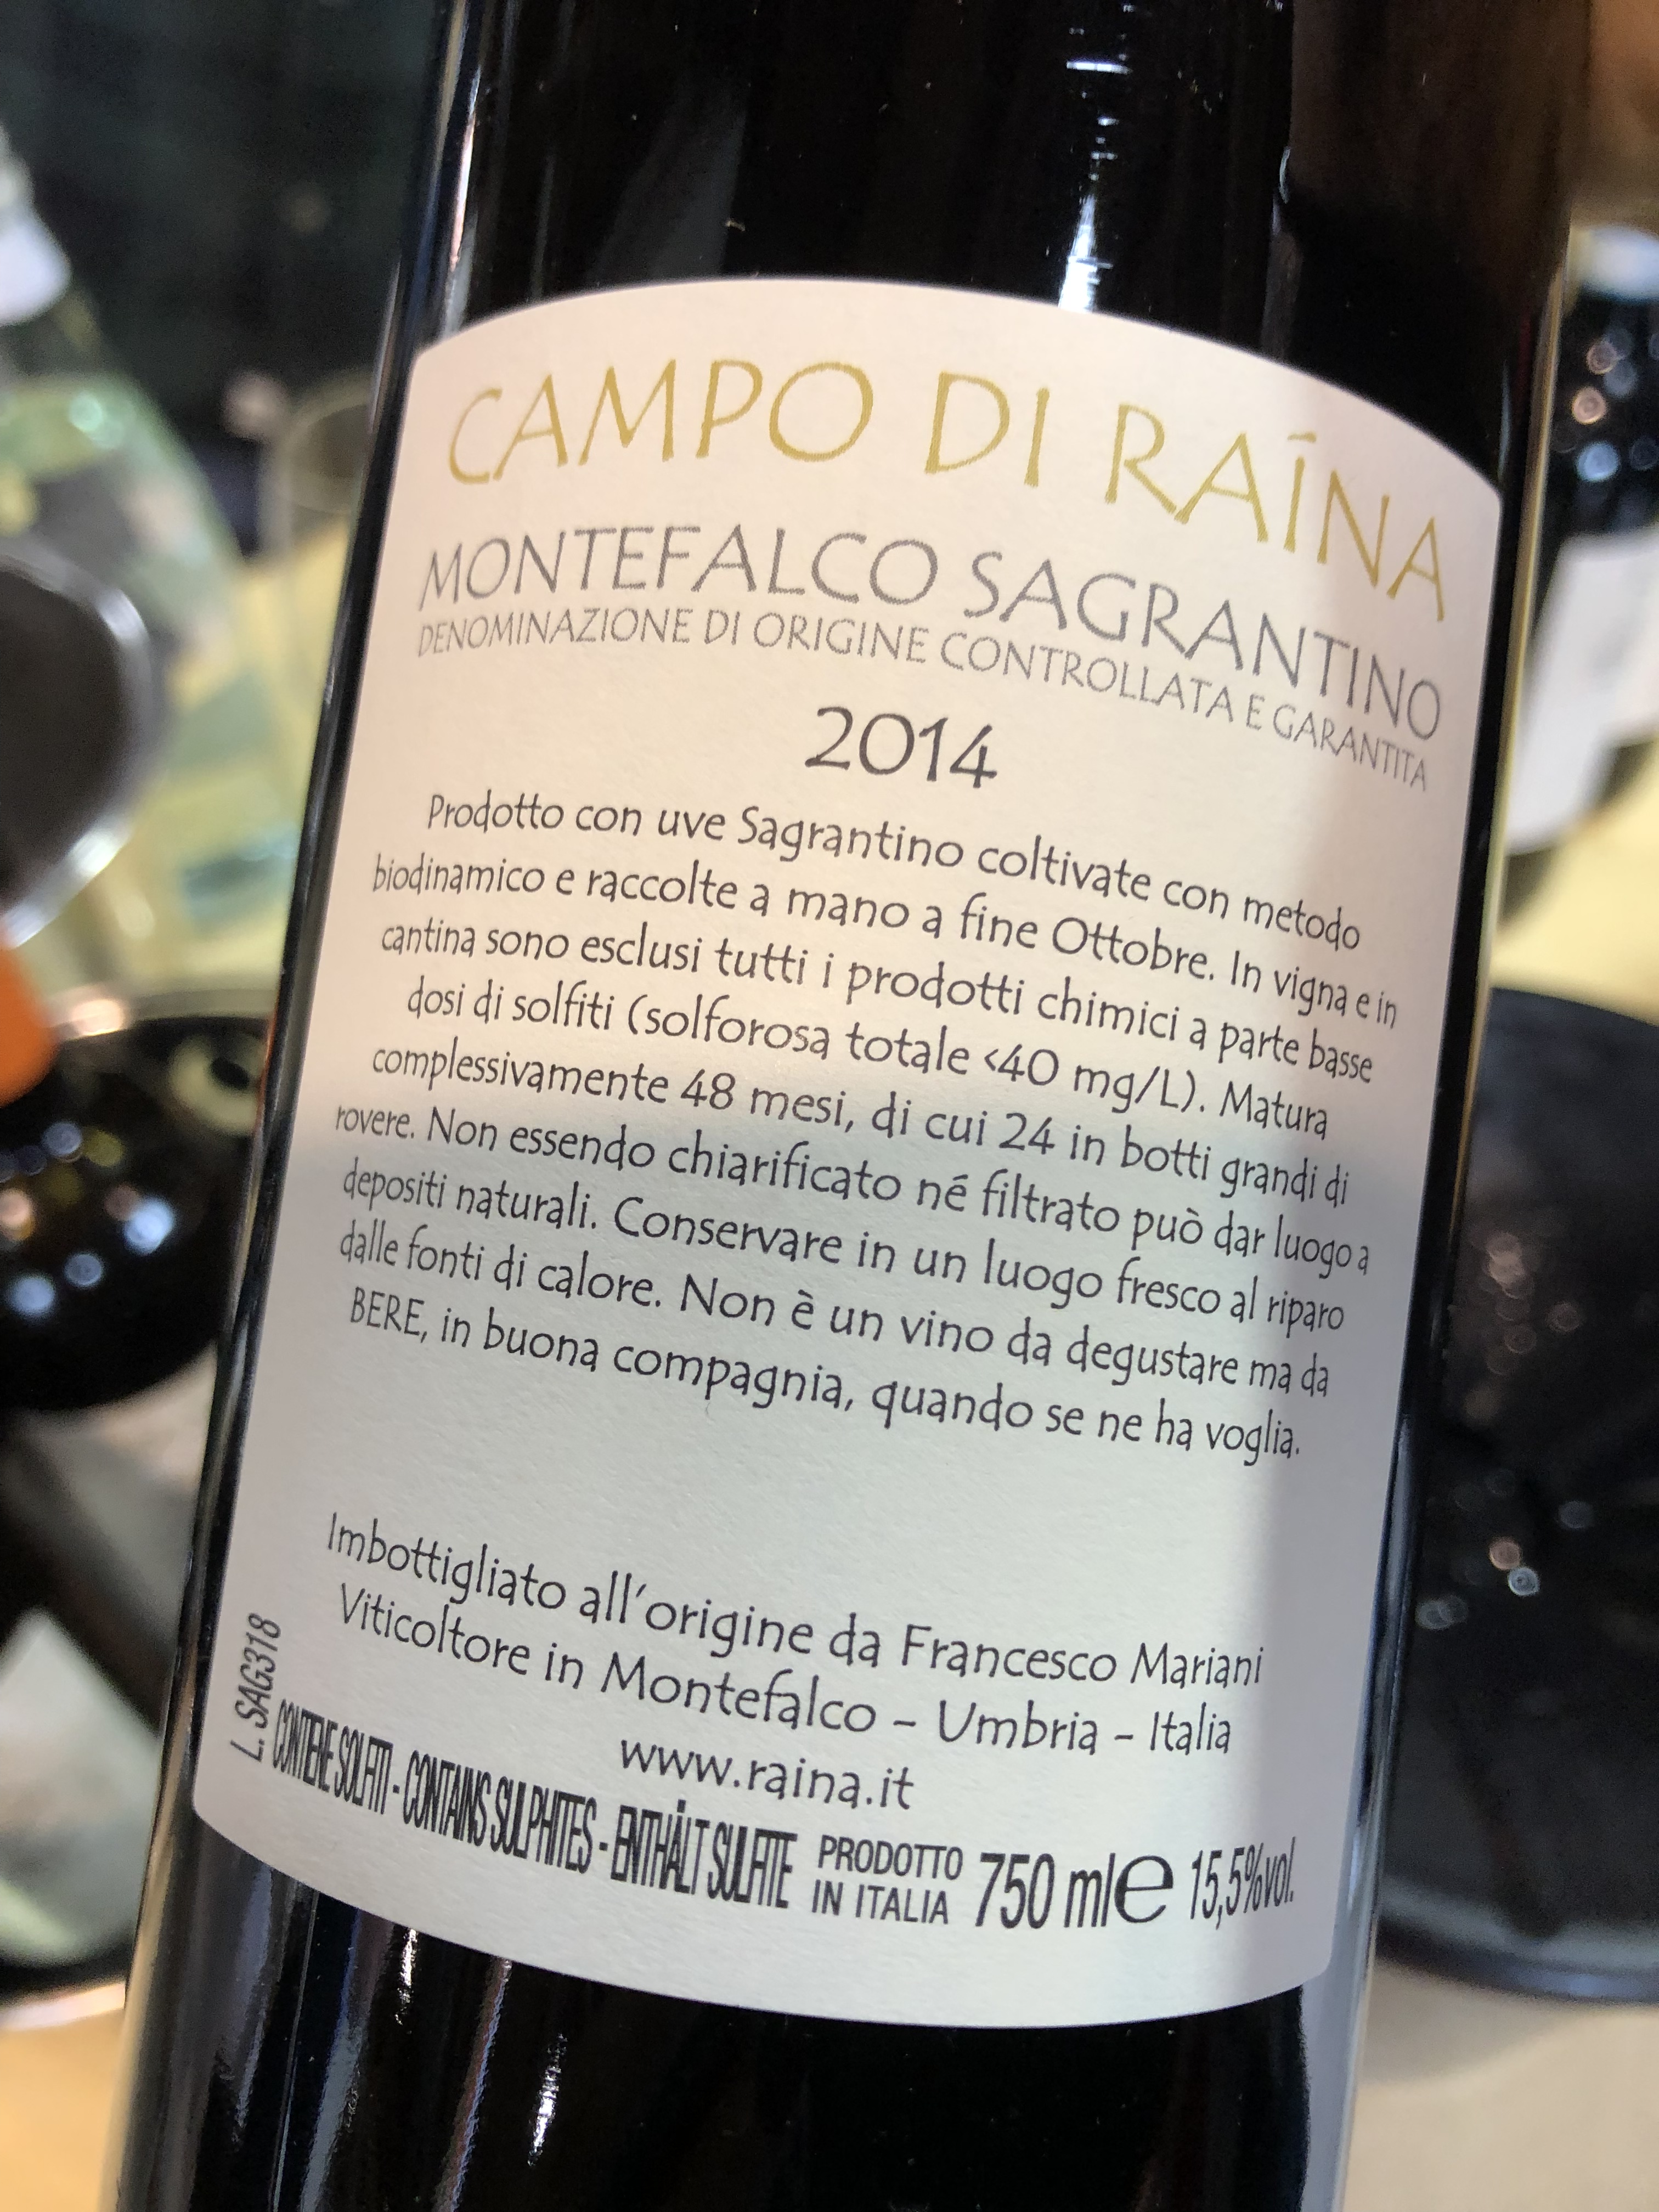 CAMPO DI RAÎNA
MONTEFALCO SAGRANTINO
DENOMINAZIONE DI ORIGINE CONTROLLATA E GARANTITA
2014
Prodotto con uve Sagrantino coltivate con metodo
biodinamico e raccolte a mano a fine Ottobre. In vigna e in
cantina sono esclusi tutti i prodotti chimici a parte basse
dosi di solfiti (solforosa totale <40 mg/L). Matura
complessivamente 48 mesi, di cui 24 in botti grandi di
rovere. Non essendo chiarificato né filtrato può dar luogo a
depositi naturali. Conservare in un luogo fresco al riparo
dalle fonti di calore. Non è un vino da degustare ma da
BERE, in buona compagnia, quando se ne ha voglia.
Imbottigliato all'origine da Francesco Mariani
Viticoltore in Montefalco – Umbria – Italia
www.raina.it
L. SAG318
CONTIENE SOLFITI - CONTAINS SULPHITES - ENTHÄLT SULFITE
PRODOTTO
IN ITALIA
750 ml e 15,5%vol.